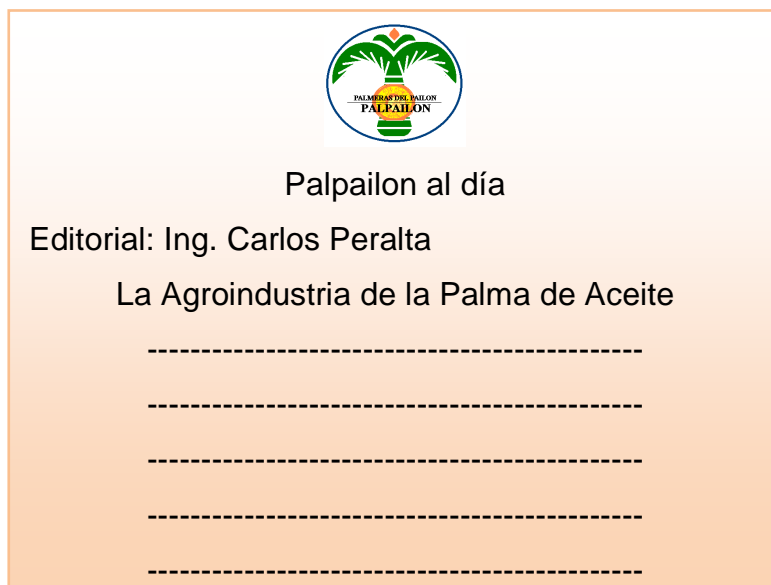 PALMERAS DEL PAILON
PALPAILON
Palpailon al día
Editorial: Ing. Carlos Peralta
La Agroindustria de la Palma de Aceite
----------------------------------------------
----------------------------------------------
----------------------------------------------
----------------------------------------------
----------------------------------------------